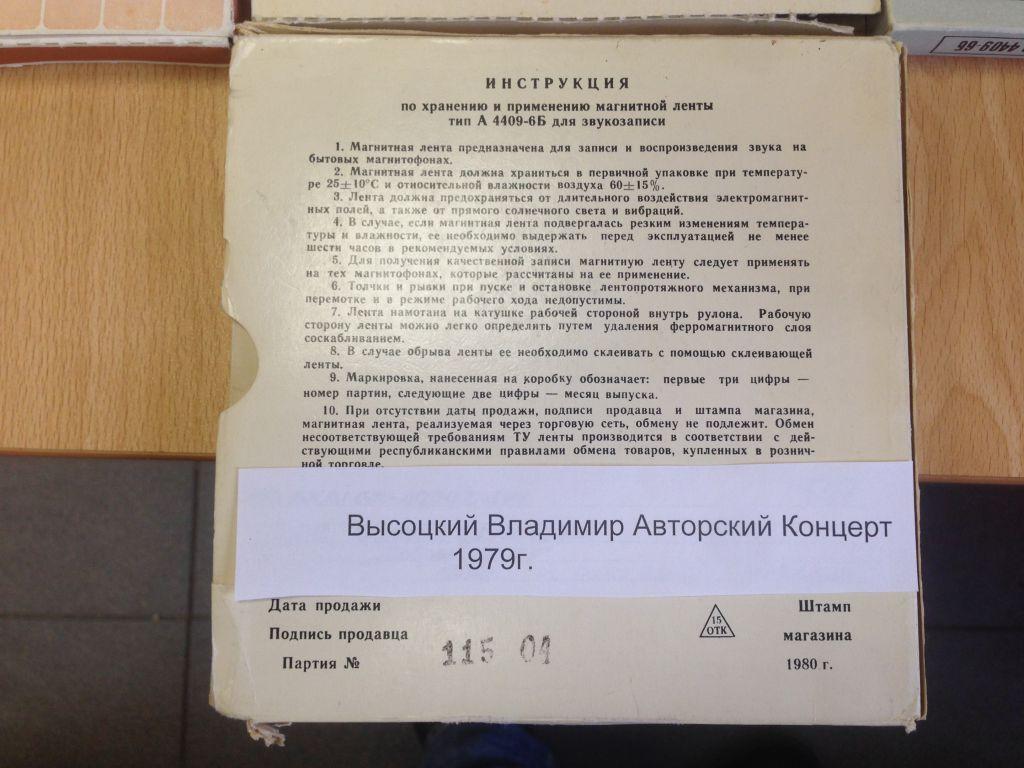 4409-6Б
ИНСТРУКЦИЯ
по хранению и применению магнитной ленты
тип А 4409-6Б для звукозаписи
1. Магнитная лента предназначена для записи и воспроизведения звука на
бытовых магнитофонах.
2. Магнитная лента должна храниться в первичной упаковке при температу-
ре 25±10°С и относительной влажности воздуха 60±15%.
3. Лента должна предохраняться от длительного воздействия электромагнит-
ных полей, а также от прямого солнечного света и вибраций.
4. В случае, если магнитная лента подвергалась резким изменениям темпера-
туры и влажности, ее необходимо выдержать перед эксплуатацией не менее
шести часов в рекомендуемых условиях.
5. Для получения качественной записи магнитную ленту следует применять
на тех магнитофонах, которые рассчитаны на ее применение.
6. Толчки и рывки при пуске и остановке лентопротяжного механизма, при
перемотке и в режиме рабочего хода недопустимы.
7. Лента намотана на катушке рабочей стороной внутрь рулона. Рабочую
сторону ленты можно легко определить путем удаления ферромагнитного слоя
соскабливанием.
8. В случае обрыва ленты ее необходимо склеивать с помощью склеивающей
ленты.
9. Маркировка, нанесенная на коробку обозначает: первые три цифры —
номер партии, следующие две цифры — месяц выпуска.
10. При отсутствии даты продажи, подписи продавца и штампа магазина,
магнитная лента, реализуемая через торговую сеть, обмену не подлежит. Обмен
несоответствующей требованиям ТУ ленты производится в соответствии с дей-
ствующими республиканскими правилами обмена товаров, купленных в рознич-
ной торговле.
Высоцкий Владимир Авторский Концерт
1979г.
Дата продажи
Подпись продавца
Партия № 115 04
15
ОТК
Штамп
магазина
1980 г.